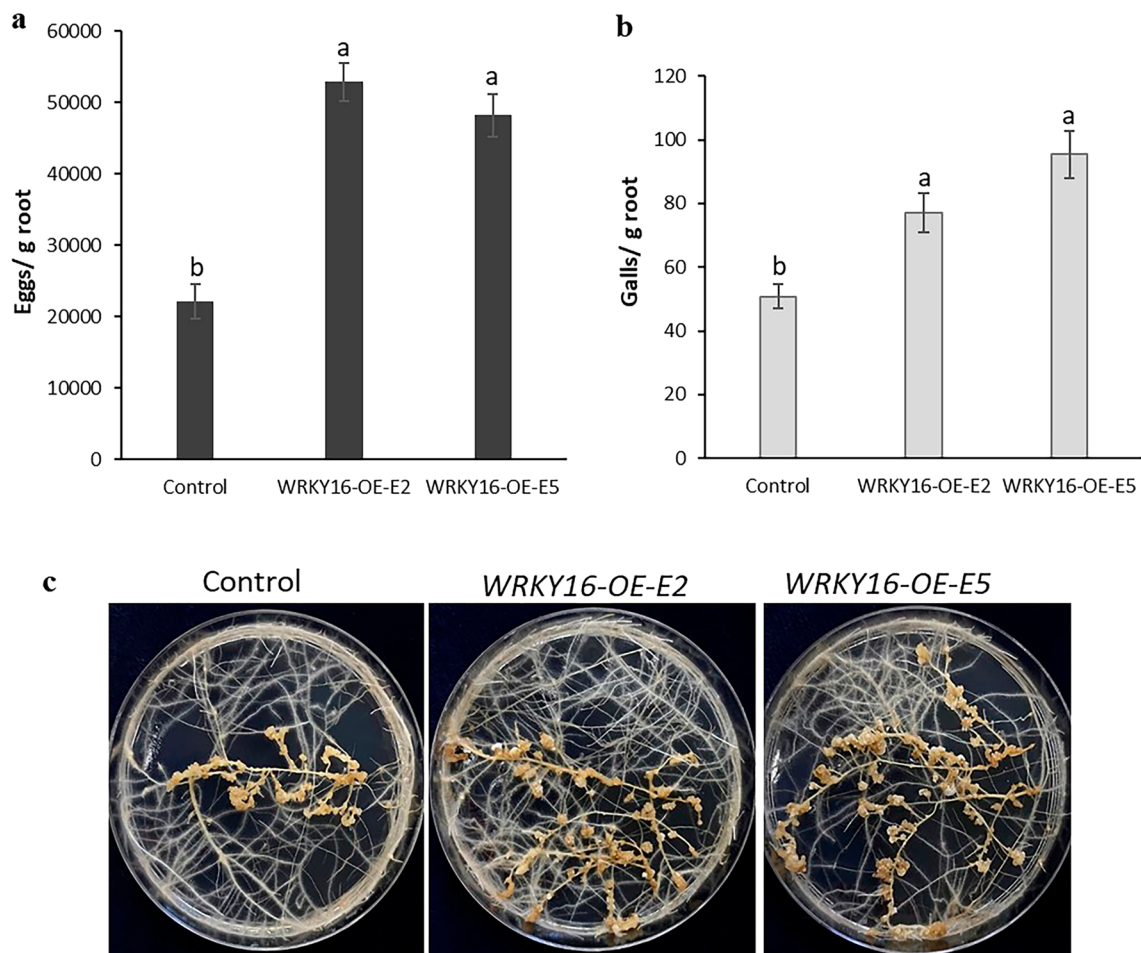 a
60000
50000
40000
30000
20000
10000
0
Eggs/ g root
b
a
a
Control
WRKY16-OE-E2
WRKY16-OE-E5
b
120
100
80
60
40
20
0
Galls/ g root
b
a
a
Control
WRKY16-OE-E2
WRKY16-OE-E5
c
Control
WRKY16-OE-E2
WRKY16-OE-E5